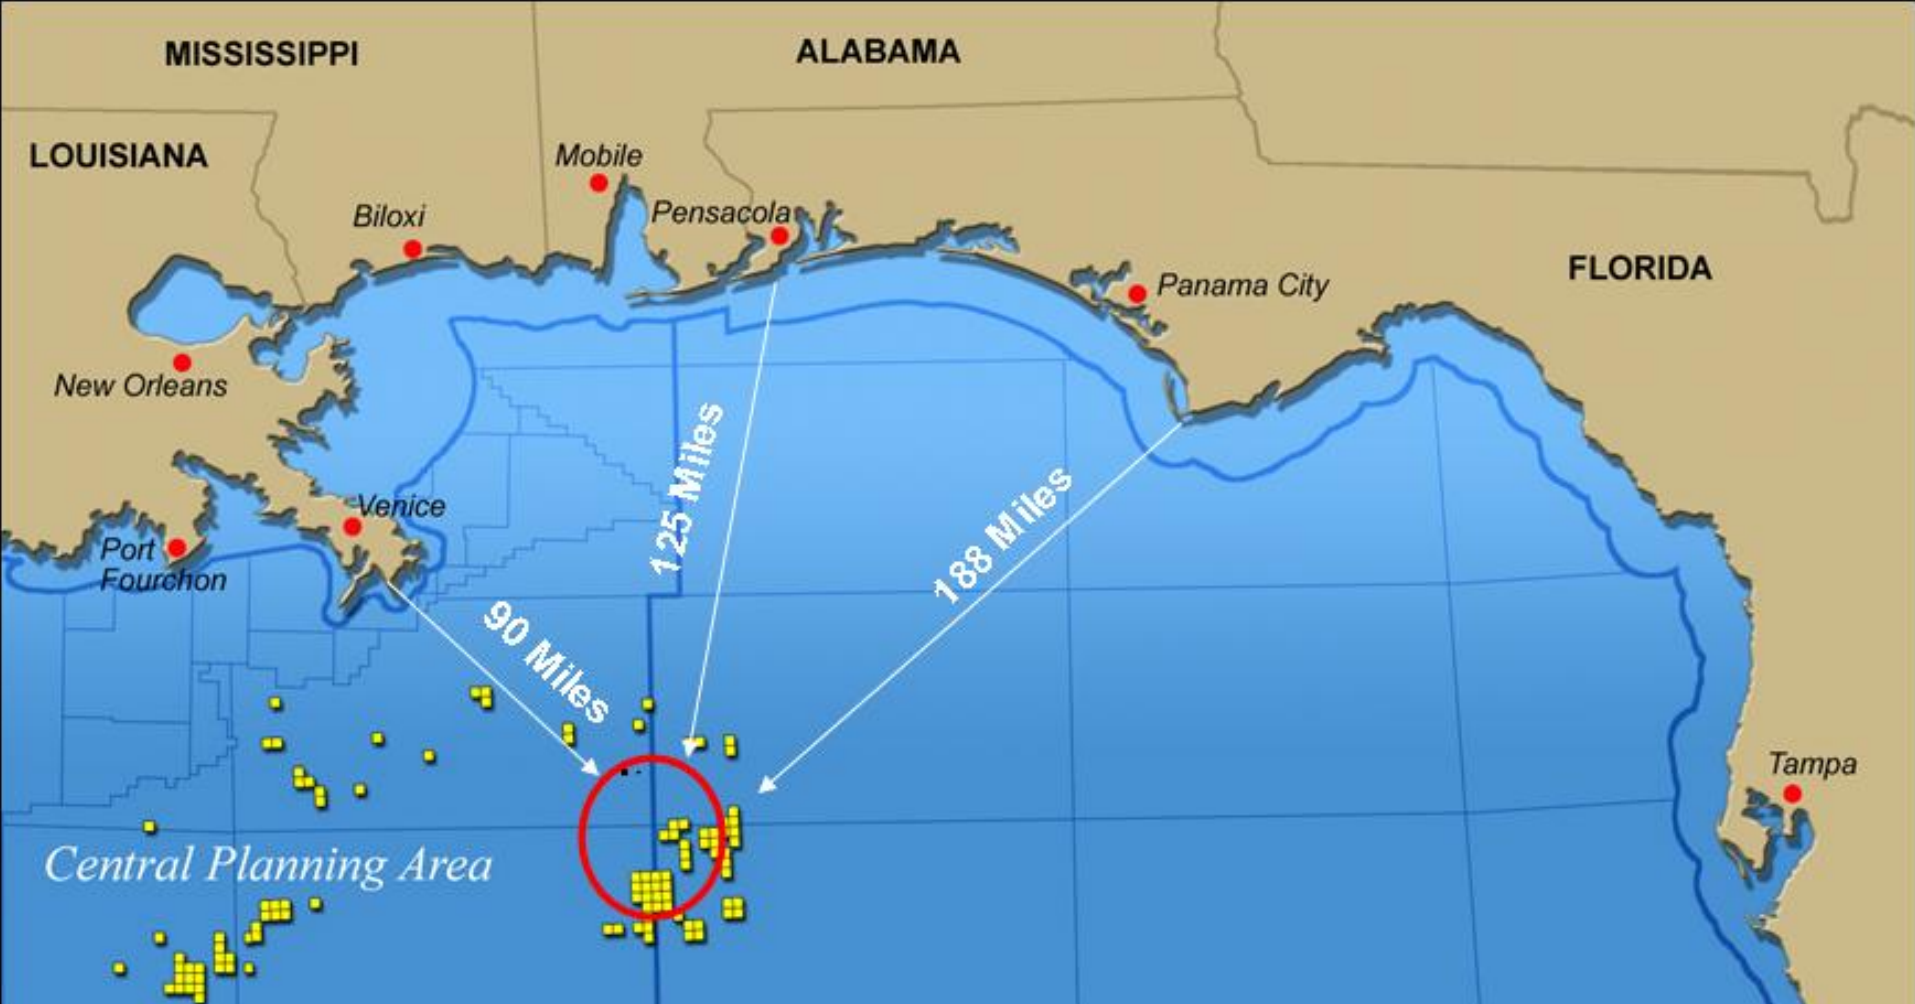 MISSISSIPPI
ALABAMA
LOUISIANA
Mobile
Biloxi
Pensacola
FLORIDA
Panama City
New Orleans
125 Miles
188 Miles
Venice
Port
Fourchon
90 Miles
Tampa
Central Planning Area